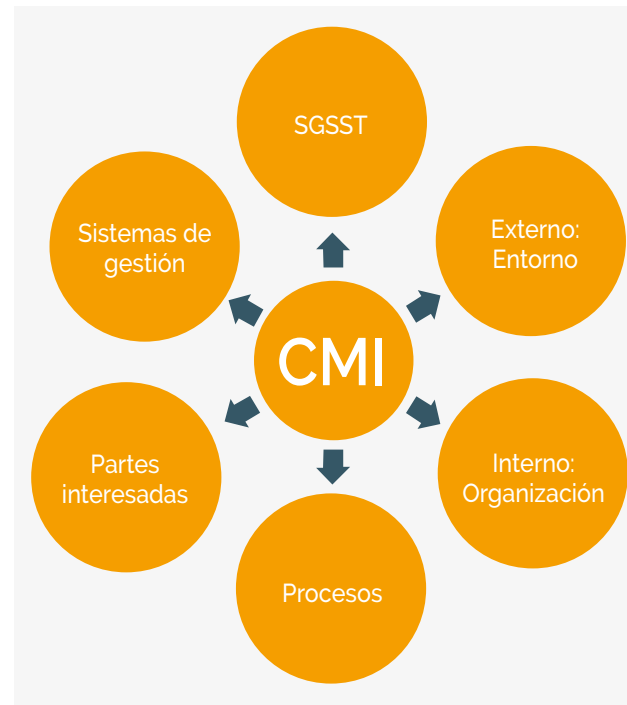 SGSST
Externo:
Entorno
Interno:
Organización
Procesos
Partes
interesadas
Sistemas de
gestión
CMI